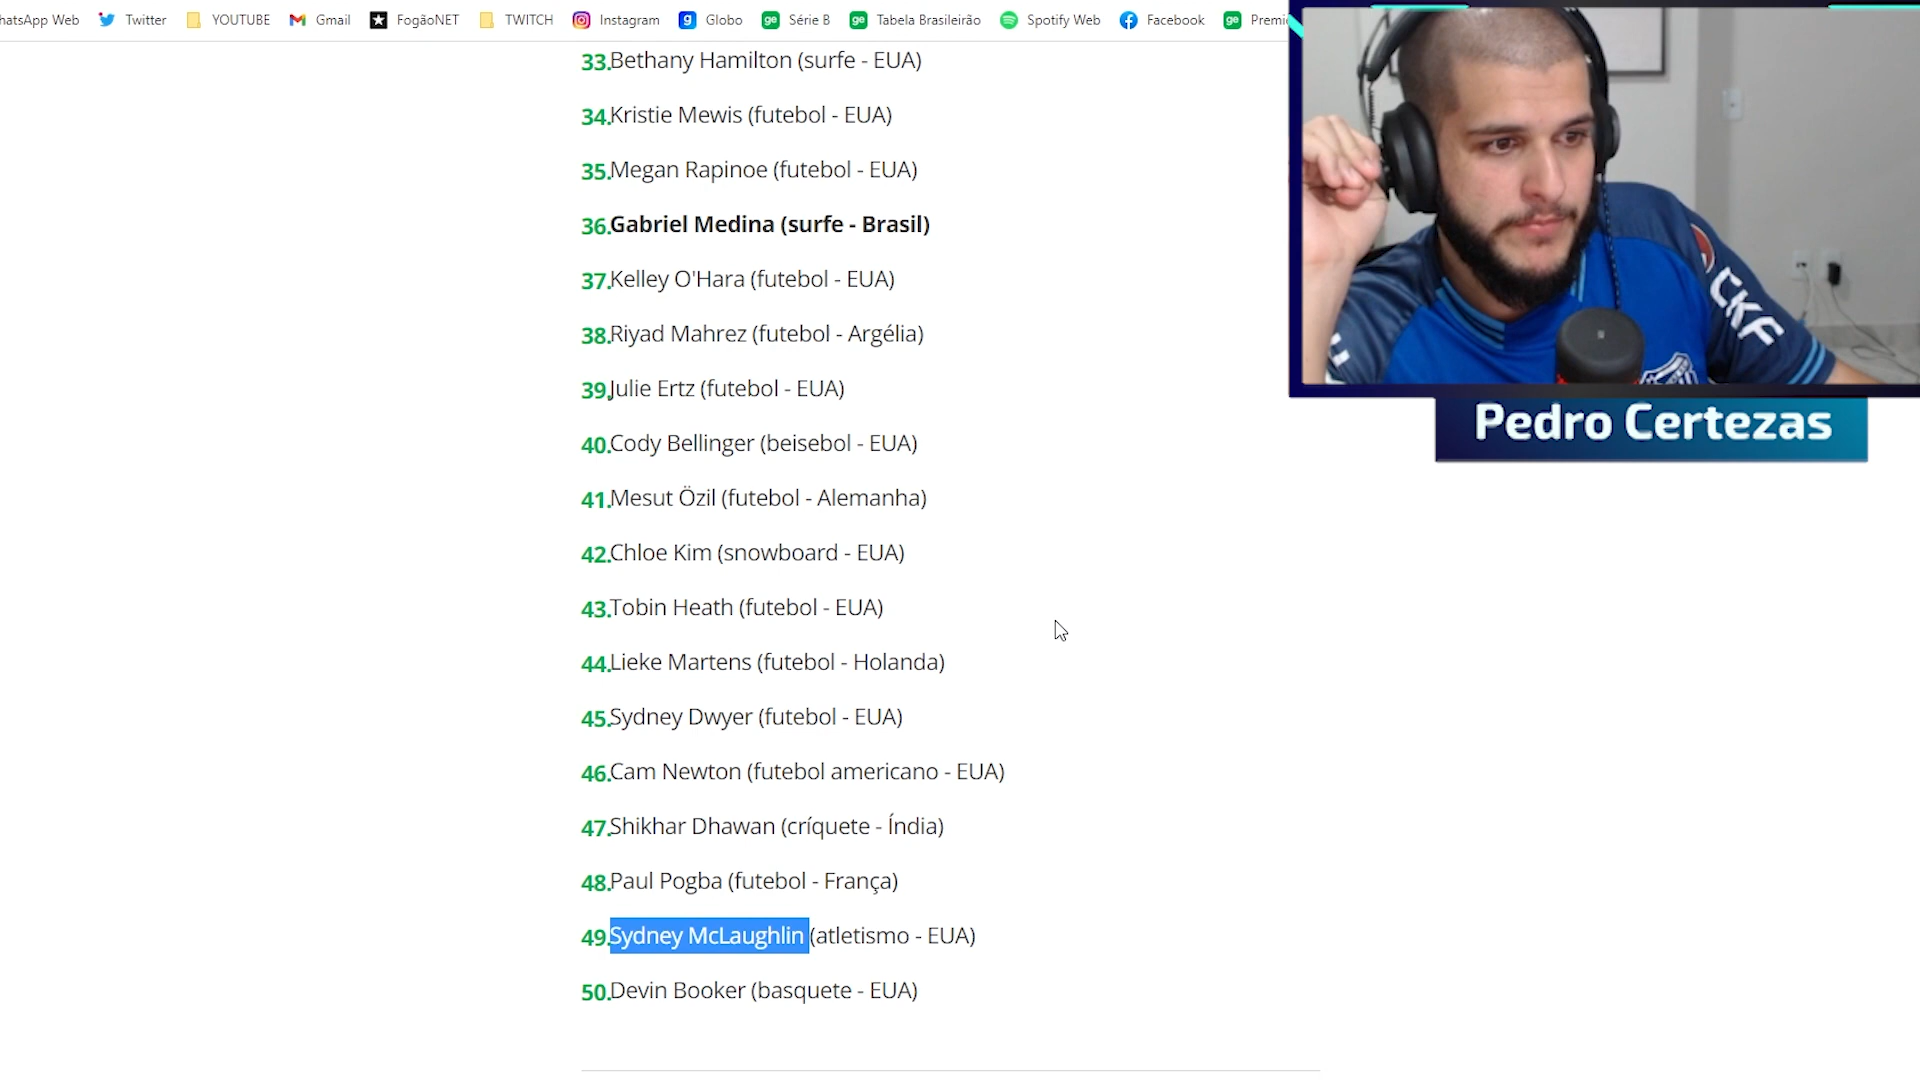 hatsApp Web Twitter YOUTUBE Gmail FogãoNET TWITCH Instagram Globo Série B Tabela Brasileirão Spotify Web Facebook Premi
33. Bethany Hamilton (surfe - EUA)
34. Kristie Mewis (futebol - EUA)
35. Megan Rapinoe (futebol - EUA)
36. Gabriel Medina (surfe - Brasil)
37. Kelley O'Hara (futebol - EUA)
38. Riyad Mahrez (futebol - Argélia)
39. Julie Ertz (futebol - EUA)
40. Cody Bellinger (beisebol - EUA)
41. Mesut Özil (futebol - Alemanha)
42. Chloe Kim (snowboard - EUA)
43. Tobin Heath (futebol - EUA)
44. Lieke Martens (futebol - Holanda)
45. Sydney Dwyer (futebol - EUA)
46. Cam Newton (futebol americano - EUA)
47. Shikhar Dhawan (críquete - Índia)
48. Paul Pogba (futebol - França)
49. Sydney McLaughlin (atletismo - EUA)
50. Devin Booker (basquete - EUA)
CKF
Pedro Certezas